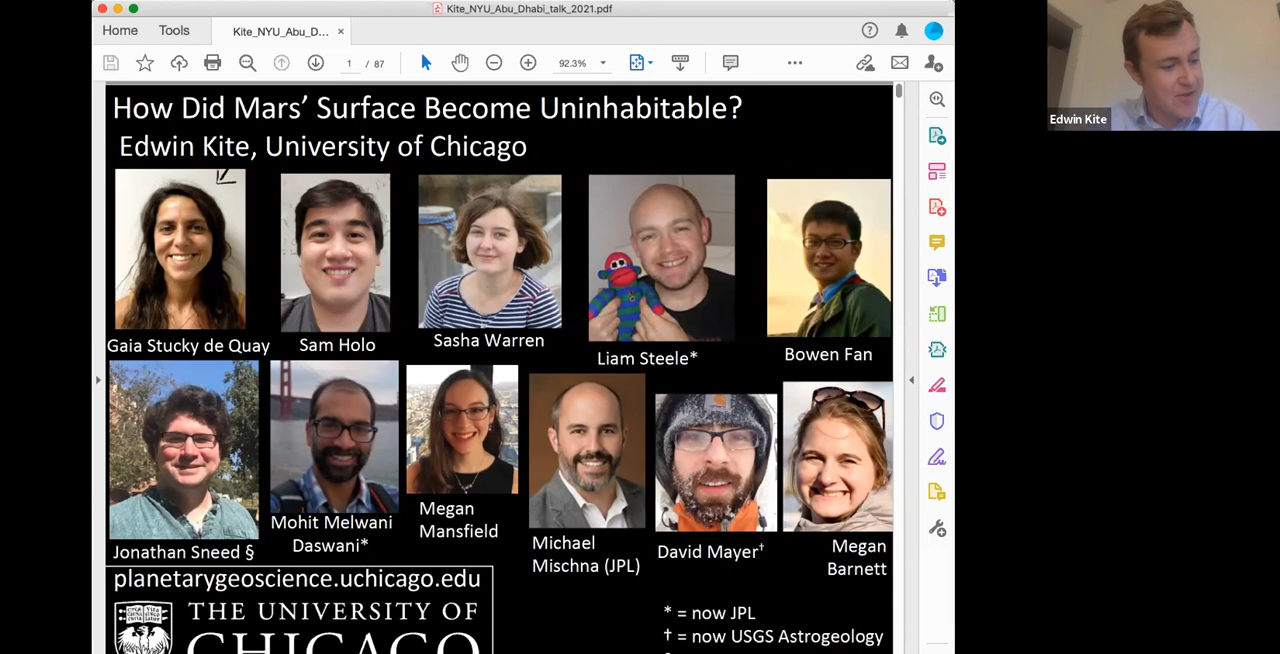 Kite_NYU_Abu_Dhabi_talk_2021.pdf
Home Tools Kite_NYU_Abu_D... ×
1 / 87 92.3%
How Did Mars’ Surface Become Uninhabitable?
Edwin Kite, University of Chicago
Gaia Stucky de Quay
Sam Holo
Sasha Warren
Liam Steele*
Bowen Fan
Jonathan Sneed §
Mohit Melwani
Daswani*
Megan
Mansfield
Michael
Mischna (JPL)
David Mayer†
Megan
Barnett
planetarygeoscience.uchicago.edu
THE UNIVERSITY OF
CHICAGO
* = now JPL
† = now USGS Astrogeology
Edwin Kite